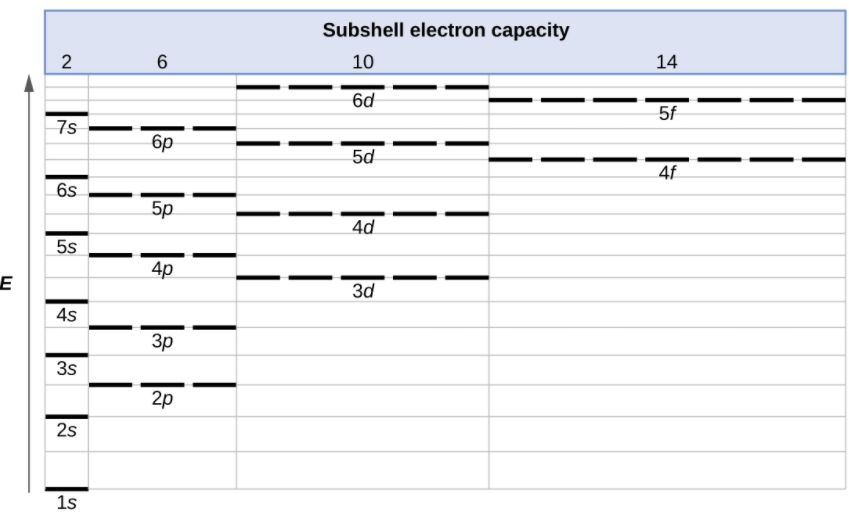 Subshell electron capacity
2 6 10 14
6d
5f
7s
6p
5d
4f
6s
5p
4d
5s
4p
E
3d
4s
3p
3s
2p
2s
1s